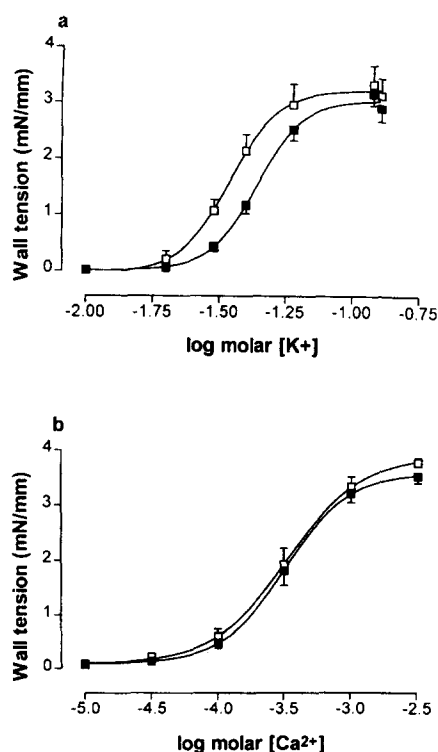 a
Wall tension (mN/mm)
4
3
2
1
0
-2.00 -1.75 -1.50 -1.25 -1.00 -0.75
log molar [K+]
b
Wall tension (mN/mm)
4
3
2
1
0
-5.0 -4.5 -4.0 -3.5 -3.0 -2.5
log molar [Ca²⁺]